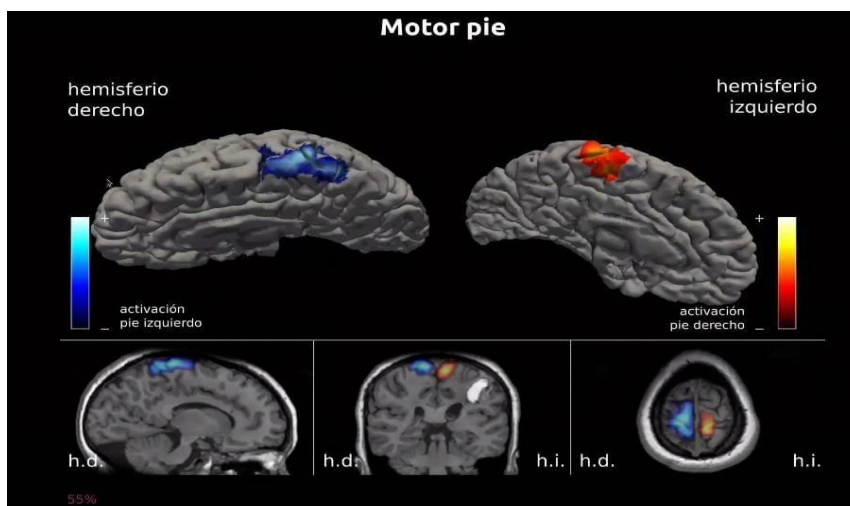 Motor pie
hemisferio
derecho
hemisferio
izquierdo
+
+
activación
pie izquierdo
_
activación
pie derecho
_
h.d.
h.d.
h.i.
h.d.
h.i.
55%